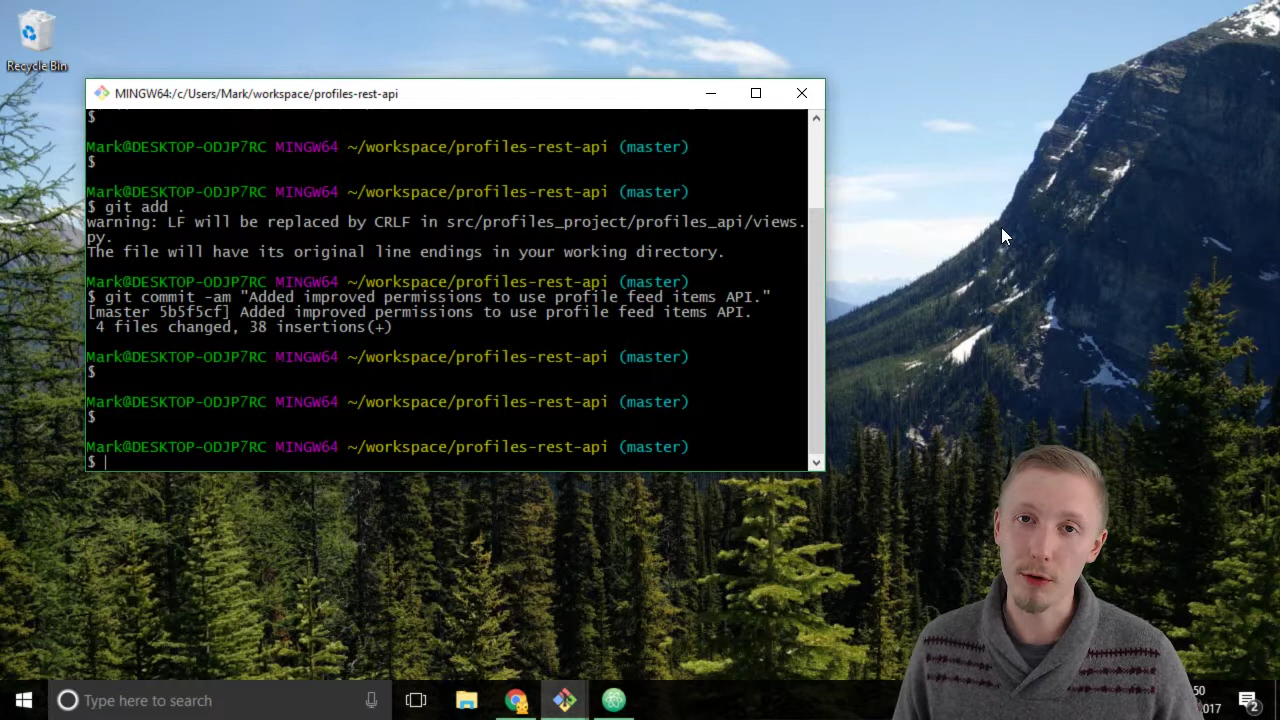 Recycle Bin
MINGW64:/c/Users/Mark/workspace/profiles-rest-api
$
Mark@DESKTOP-ODJP7RC MINGW64 ~/workspace/profiles-rest-api (master)
$
Mark@DESKTOP-ODJP7RC MINGW64 ~/workspace/profiles-rest-api (master)
$ git add .
warning: LF will be replaced by CRLF in src/profiles_project/profiles_api/views.
py.
The file will have its original line endings in your working directory.
Mark@DESKTOP-ODJP7RC MINGW64 ~/workspace/profiles-rest-api (master)
$ git commit -am "Added improved permissions to use profile feed items API."
[master 5b5f5cf] Added improved permissions to use profile feed items API.
4 files changed, 38 insertions(+)
Mark@DESKTOP-ODJP7RC MINGW64 ~/workspace/profiles-rest-api (master)
$
Mark@DESKTOP-ODJP7RC MINGW64 ~/workspace/profiles-rest-api (master)
$
Mark@DESKTOP-ODJP7RC MINGW64 ~/workspace/profiles-rest-api (master)
$
Type here to search
50
017
2